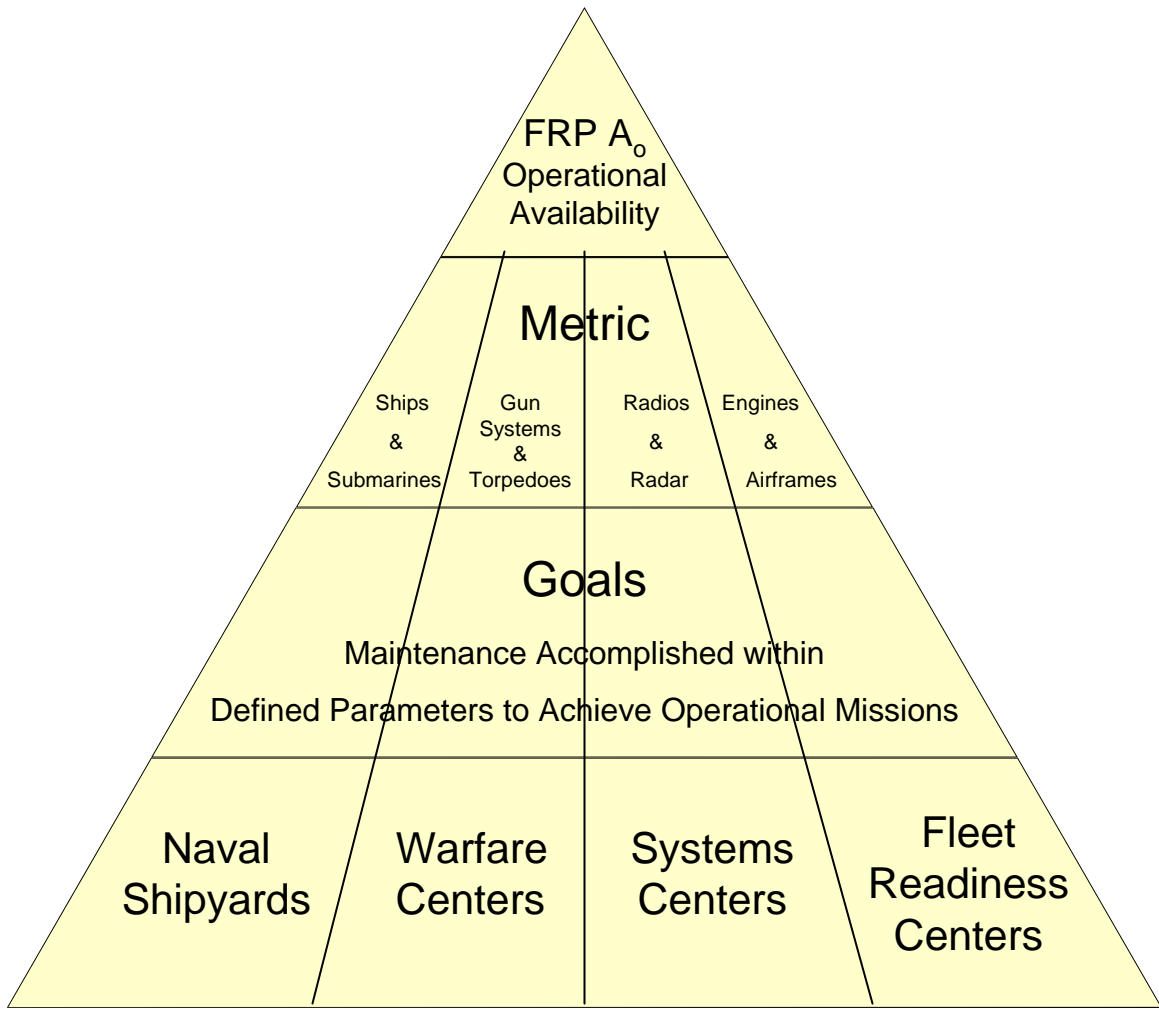 FRP Ao
Operational
Availability
Metric
Ships
&
Submarines
Gun
Systems
&
Torpedoes
Radios
&
Radar
Engines
&
Airframes
Goals
Maintenance Accomplished within
Defined Parameters to Achieve Operational Missions
Naval
Shipyards
Warfare
Centers
Systems
Centers
Fleet
Readiness
Centers